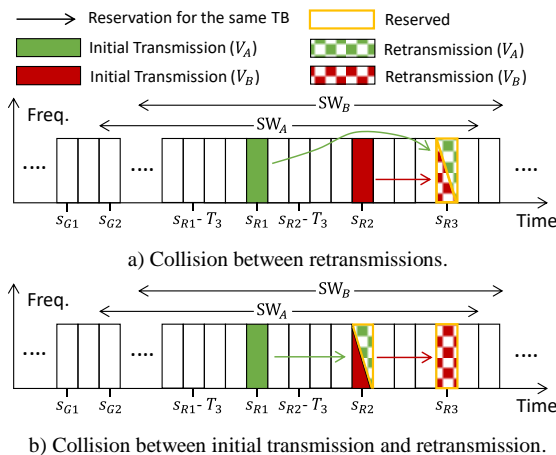 Reservation for the same TB
Reserved
Initial Transmission (V_A)
Retransmission (V_A)
Initial Transmission (V_B)
Retransmission (V_B)
SW_B
SW_A
Freq.
.... .... ....
s_G1 s_G2 s_R1 - T_3 s_R1 s_R2 - T_3 s_R2 s_R3 Time
a) Collision between retransmissions.
SW_B
SW_A
Freq.
.... .... ....
s_G1 s_G2 s_R1 - T_3 s_R1 s_R2 - T_3 s_R2 s_R3 Time
b) Collision between initial transmission and retransmission.